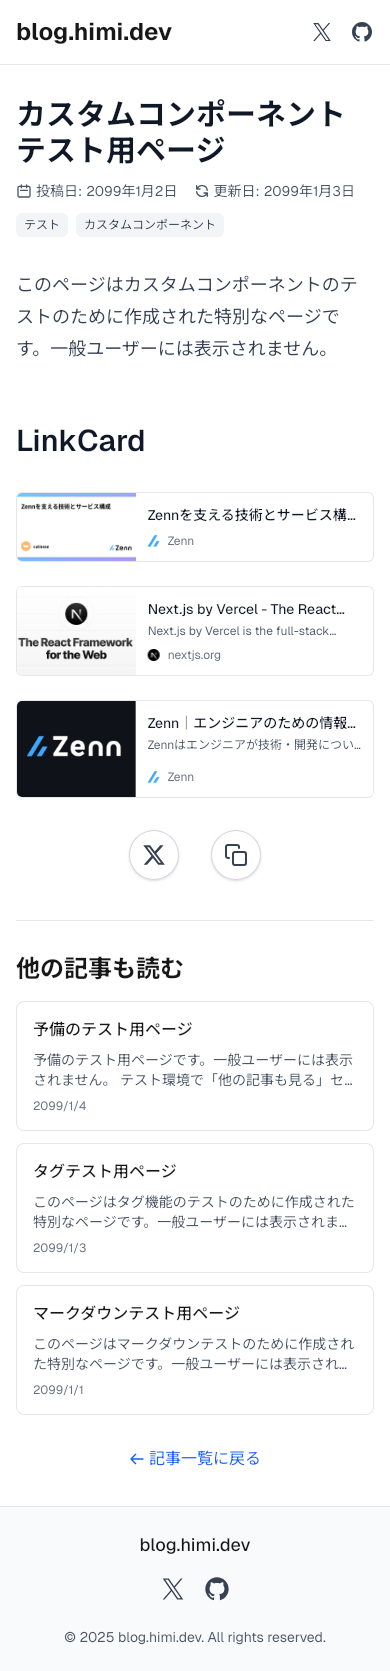 blog.himi.dev
カスタムコンポーネント
テスト用ページ
投稿日: 2099年1月2日 更新日: 2099年1月3日
テスト カスタムコンポーネント
このページはカスタムコンポーネントのテ
ストのために作成された特別なページで
す。一般ユーザーには表示されません。
LinkCard
Zennを支える技術とサービス構成
catnose
Zenn
Zennを支える技術とサービス構...
Zenn
The React Framework
for the Web
Next.js by Vercel - The React...
Next.js by Vercel is the full-stack...
nextjs.org
Zenn
Zenn｜エンジニアのための情報...
Zennはエンジニアが技術・開発につい...
Zenn
他の記事も読む
予備のテスト用ページ
予備のテスト用ページです。一般ユーザーには表示
されません。 テスト環境で「他の記事も見る」セ...
2099/1/4
タグテスト用ページ
このページはタグ機能のテストのために作成された
特別なページです。一般ユーザーには表示されま...
2099/1/3
マークダウンテスト用ページ
このページはマークダウンテストのために作成され
た特別なページです。一般ユーザーには表示され...
2099/1/1
← 記事一覧に戻る
blog.himi.dev
© 2025 blog.himi.dev. All rights reserved.